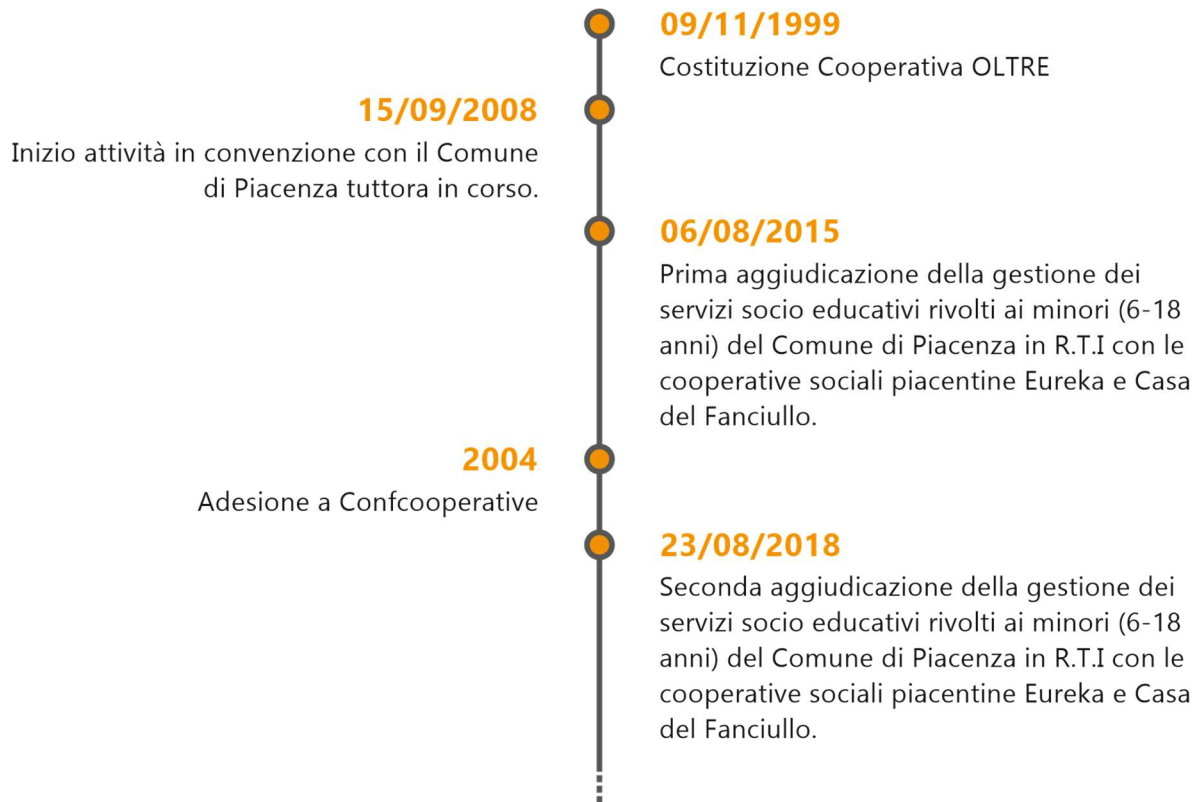 09/11/1999
Costituzione Cooperativa OLTRE
15/09/2008
Inizio attività in convenzione con il Comune
di Piacenza tuttora in corso.
06/08/2015
Prima aggiudicazione della gestione dei
servizi socio educativi rivolti ai minori (6-18
anni) del Comune di Piacenza in R.T.I con le
cooperative sociali piacentine Eureka e Casa
del Fanciullo.
2004
Adesione a Confcooperative
23/08/2018
Seconda aggiudicazione della gestione dei
servizi socio educativi rivolti ai minori (6-18
anni) del Comune di Piacenza in R.T.I con le
cooperative sociali piacentine Eureka e Casa
del Fanciullo.